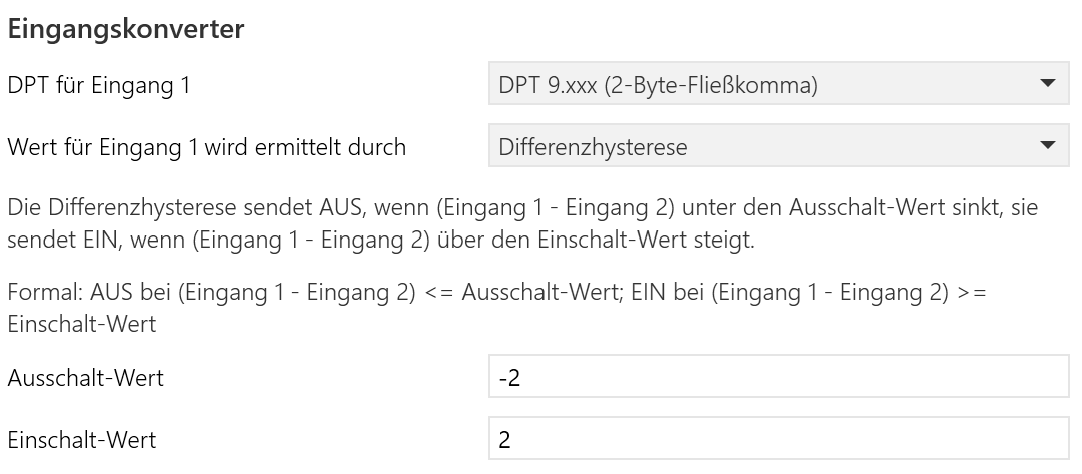 Eingangskonverter
DPT für Eingang 1
DPT 9.xxx (2-Byte-Fließkomma)
Wert für Eingang 1 wird ermittelt durch
Differenzhysterese
Die Differenzhysterese sendet AUS, wenn (Eingang 1 - Eingang 2) unter den Ausschalt-Wert sinkt, sie
sendet EIN, wenn (Eingang 1 - Eingang 2) über den Einschalt-Wert steigt.
Formal: AUS bei (Eingang 1 - Eingang 2) <= Ausschalt-Wert; EIN bei (Eingang 1 - Eingang 2) >=
Einschalt-Wert
Ausschalt-Wert
-2
Einschalt-Wert
2